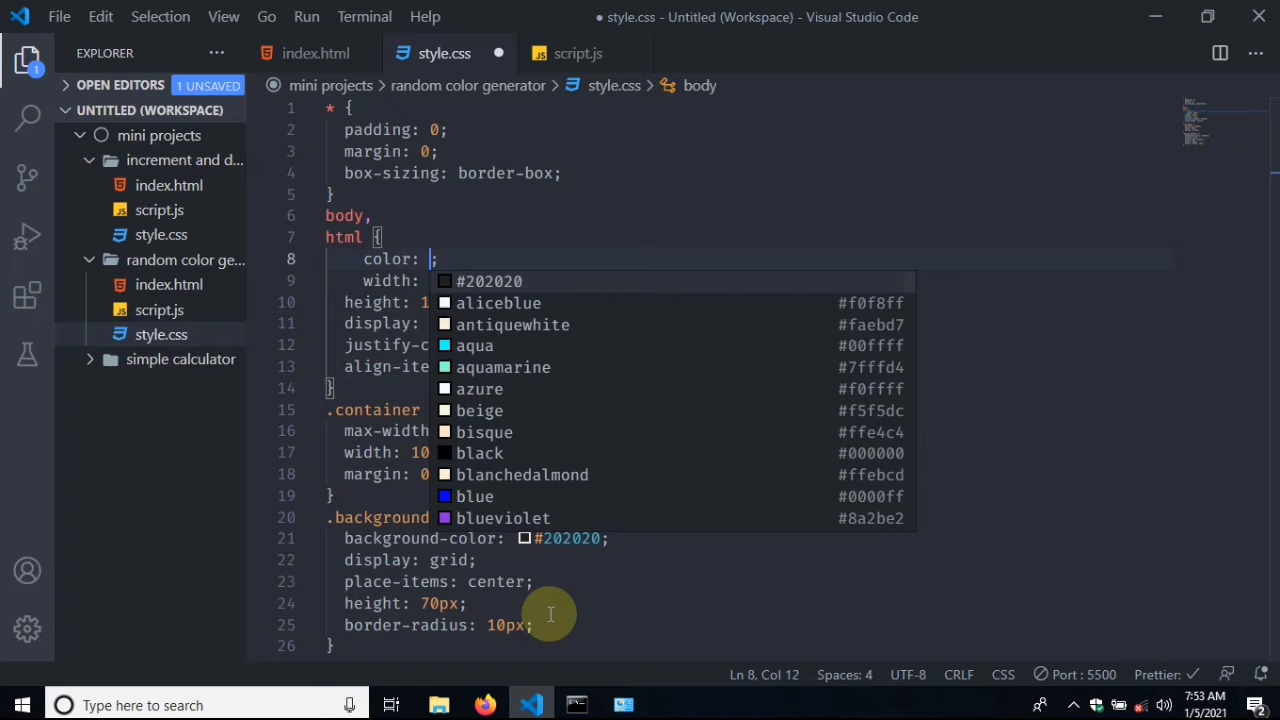 File Edit Selection View Go Run Terminal Help
● style.css - Untitled (Workspace) - Visual Studio Code
EXPLORER
index.html
style.css
script.js
OPEN EDITORS 1 UNSAVED
mini projects > random color generator > style.css > body
1
UNTITLED (WORKSPACE)
mini projects
increment and d...
index.html
script.js
style.css
random color ge...
index.html
script.js
style.css
simple calculator
1 * {
2 padding: 0;
3 margin: 0;
4 box-sizing: border-box;
5 }
6 body,
7 html {
8 color: ;
9 width:
10 height: 1
11 display:
12 justify-c
13 align-ite
14 }
15 .container
16 max-width
17 width: 10
18 margin: 0
19 }
20 .background
21 background-color: #202020;
22 display: grid;
23 place-items: center;
24 height: 70px;
25 border-radius: 10px;
26 }
#202020
aliceblue #f0f8ff
antiquewhite #faebd7
aqua #00ffff
aquamarine #7fffd4
azure #f0ffff
beige #f5f5dc
bisque #ffe4c4
black #000000
blanchedalmond #ffebcd
blue #0000ff
blueviolet #8a2be2
Ln 8, Col 12 Spaces: 4 UTF-8 CRLF CSS Port : 5500 Prettier: ✓
Type here to search
7:53 AM
1/5/2021
2